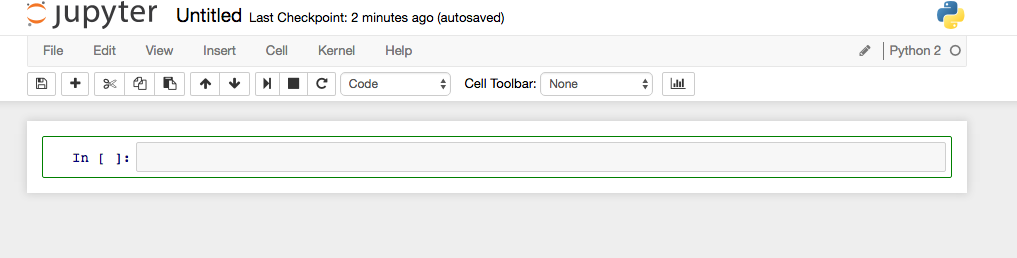 jupyter Untitled Last Checkpoint: 2 minutes ago (autosaved)
File Edit View Insert Cell Kernel Help Python 2
Code Cell Toolbar: None
In [ ]: